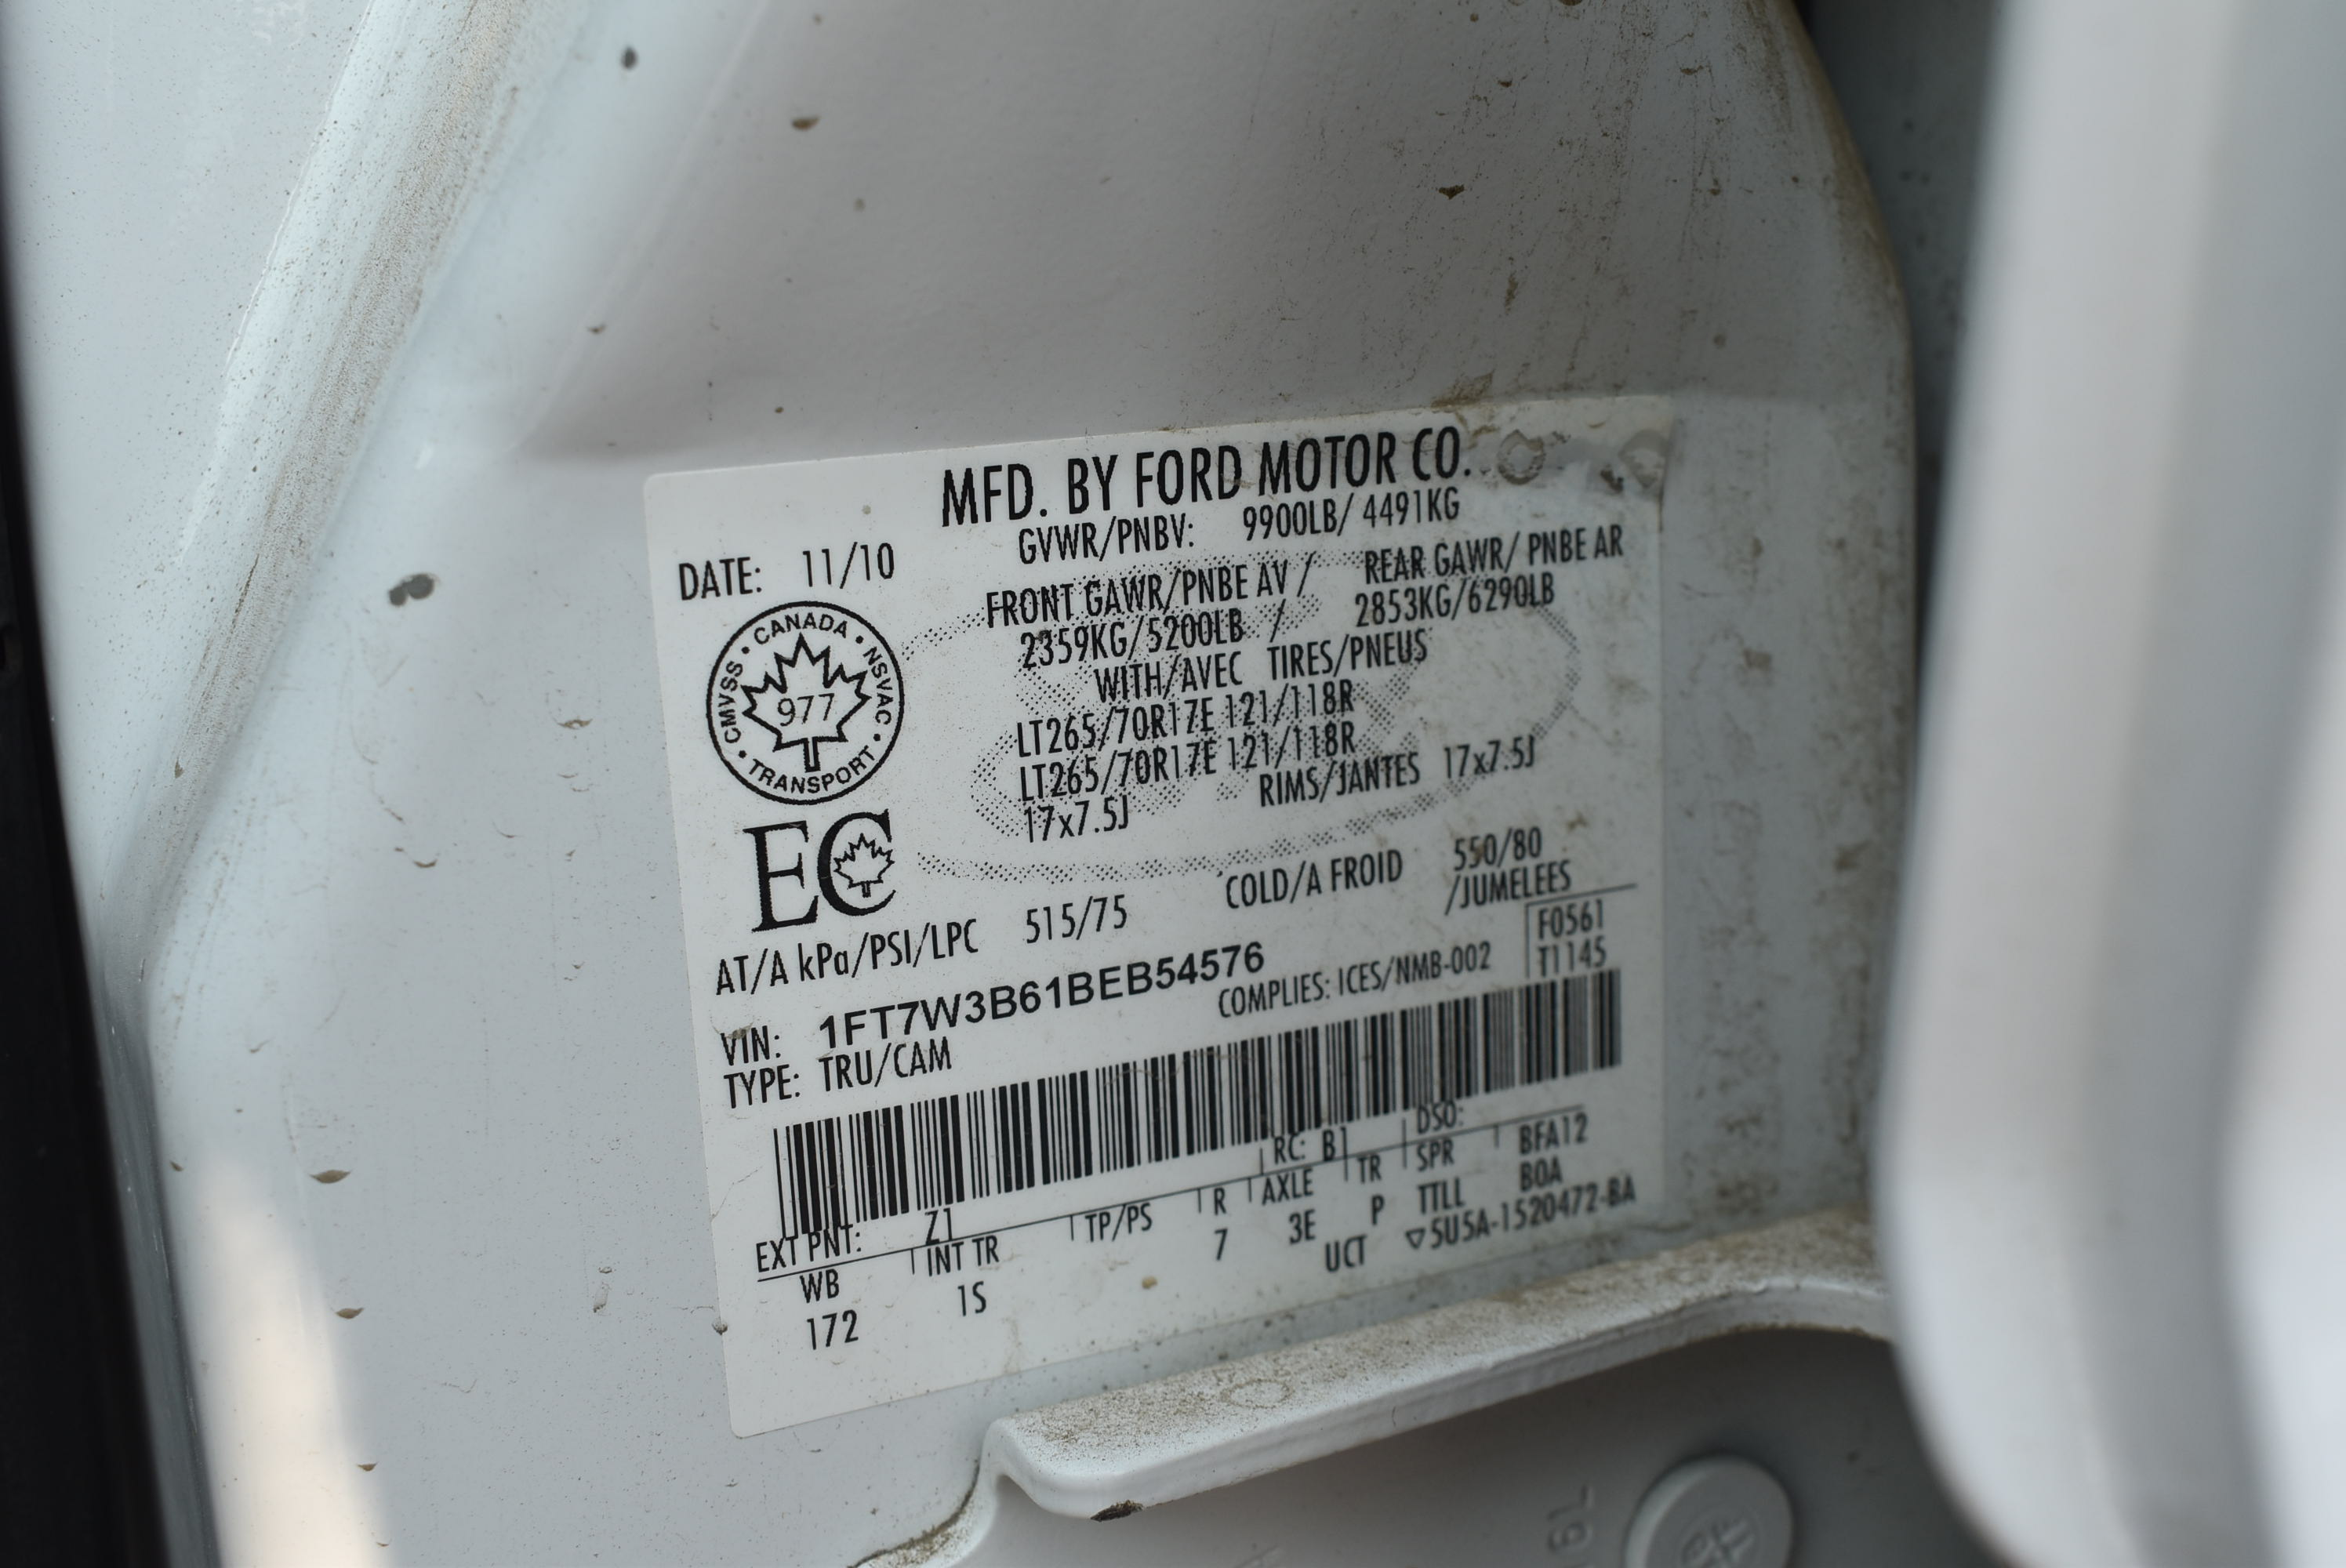 MFD. BY FORD MOTOR CO.
DATE: 11/10
GVWR/PNBV: 9900LB/ 4491KG
FRONT GAWR/PNBE AV / REAR GAWR/ PNBE AR
2359KG/5200LB / 2853KG/6290LB
WITH/AVEC TIRES/PNEUS
LT265/70R17E 121/118R
LT265/70R17E 121/118R
17x7.5J RIMS/JANTES 17x7.5J
CANADA • NSVAC • TRANSPORT • CMVSS •
977
EC
AT/A kPa/PSI/LPC 515/75 COLD/A FROID 550/80
/JUMELEES
VIN: 1FT7W3B61BEB54576
F0561
T1145
COMPLIES: ICES/NMB-002
TYPE: TRU/CAM
EXT PNT: Z1 RC: B1 DSO:
WB INT TR TP/PS R AXLE TR SPR BFA12
172 1S 7 3E P TTLL B0A
UCT 5U5A-1520472-BA